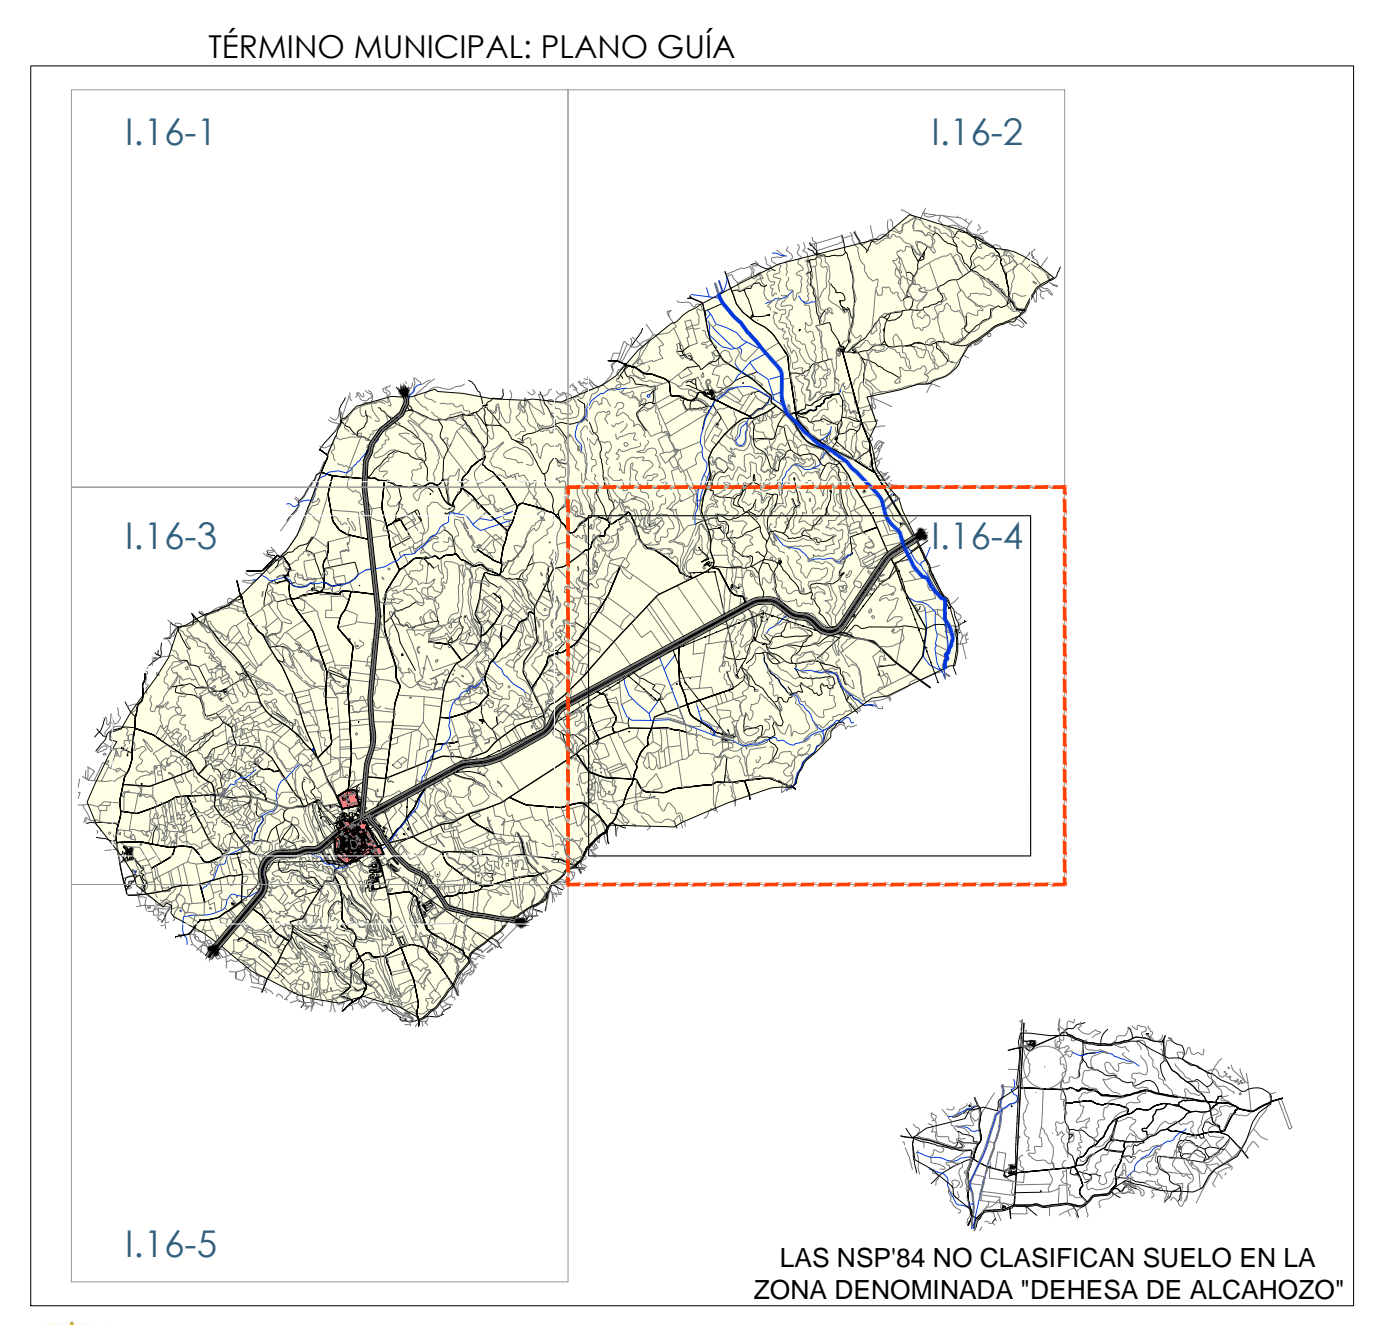 TÉRMINO MUNICIPAL: PLANO GUÍA
I.16-1
I.16-2
I.16-3
I.16-4
I.16-5
LAS NSP'84 NO CLASIFICAN SUELO EN LA
ZONA DENOMINADA "DEHESA DE ALCAHOZO"